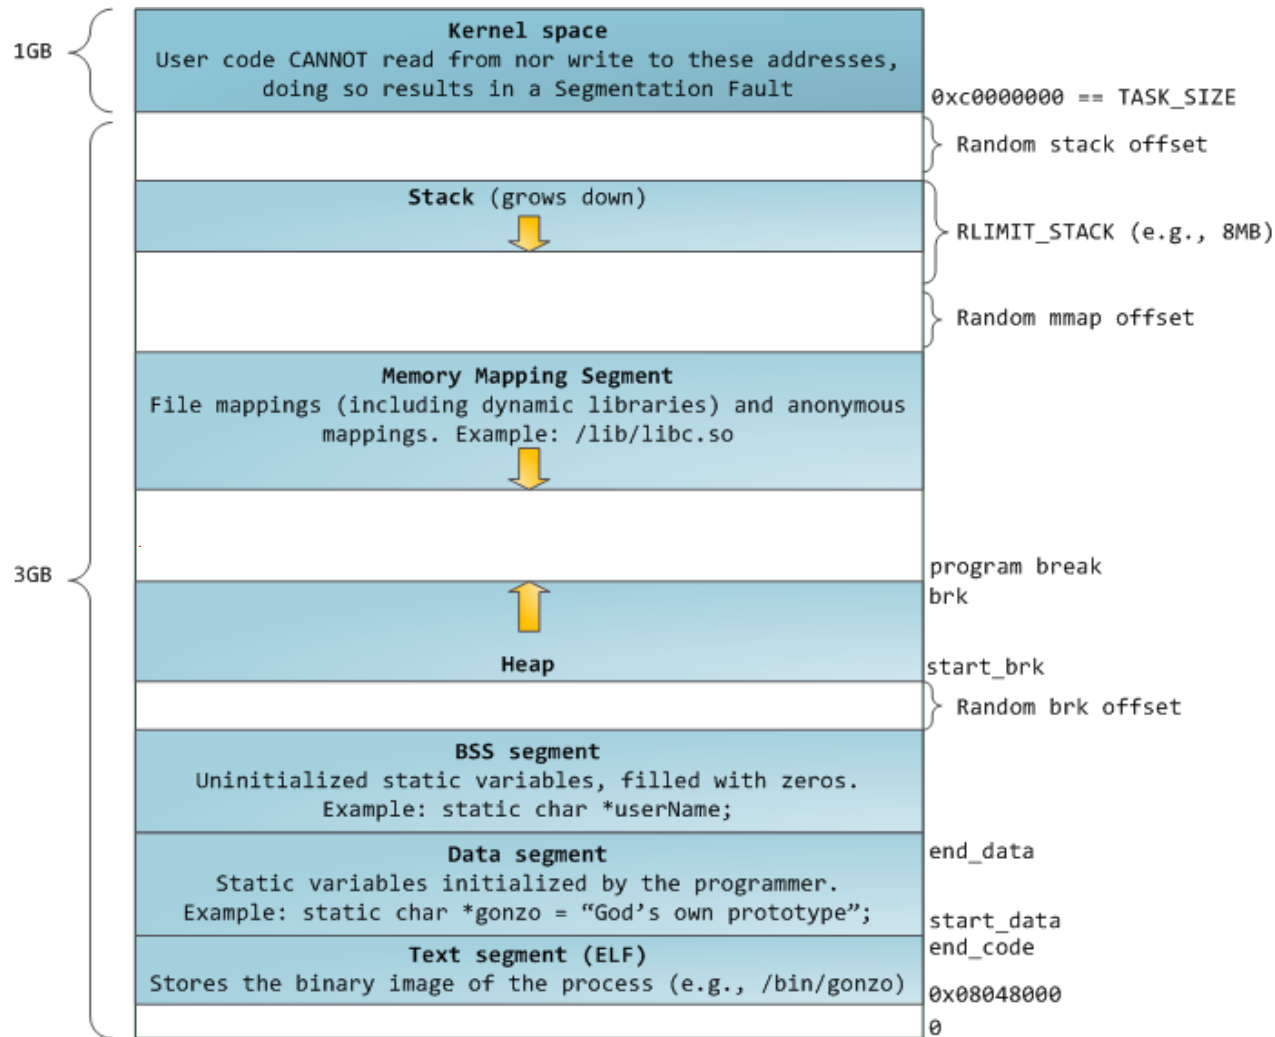 1GB
Kernel space
User code CANNOT read from nor write to these addresses,
doing so results in a Segmentation Fault
0xc0000000 == TASK_SIZE
Random stack offset
Stack (grows down)
RLIMIT_STACK (e.g., 8MB)
Random mmap offset
Memory Mapping Segment
File mappings (including dynamic libraries) and anonymous
mappings. Example: /lib/libc.so
3GB
program break
brk
Heap
start_brk
Random brk offset
BSS segment
Uninitialized static variables, filled with zeros.
Example: static char *userName;
Data segment
end_data
Static variables initialized by the programmer.
Example: static char *gonzo = “God’s own prototype”;
start_data
end_code
Text segment (ELF)
Stores the binary image of the process (e.g., /bin/gonzo)
0x08048000
0